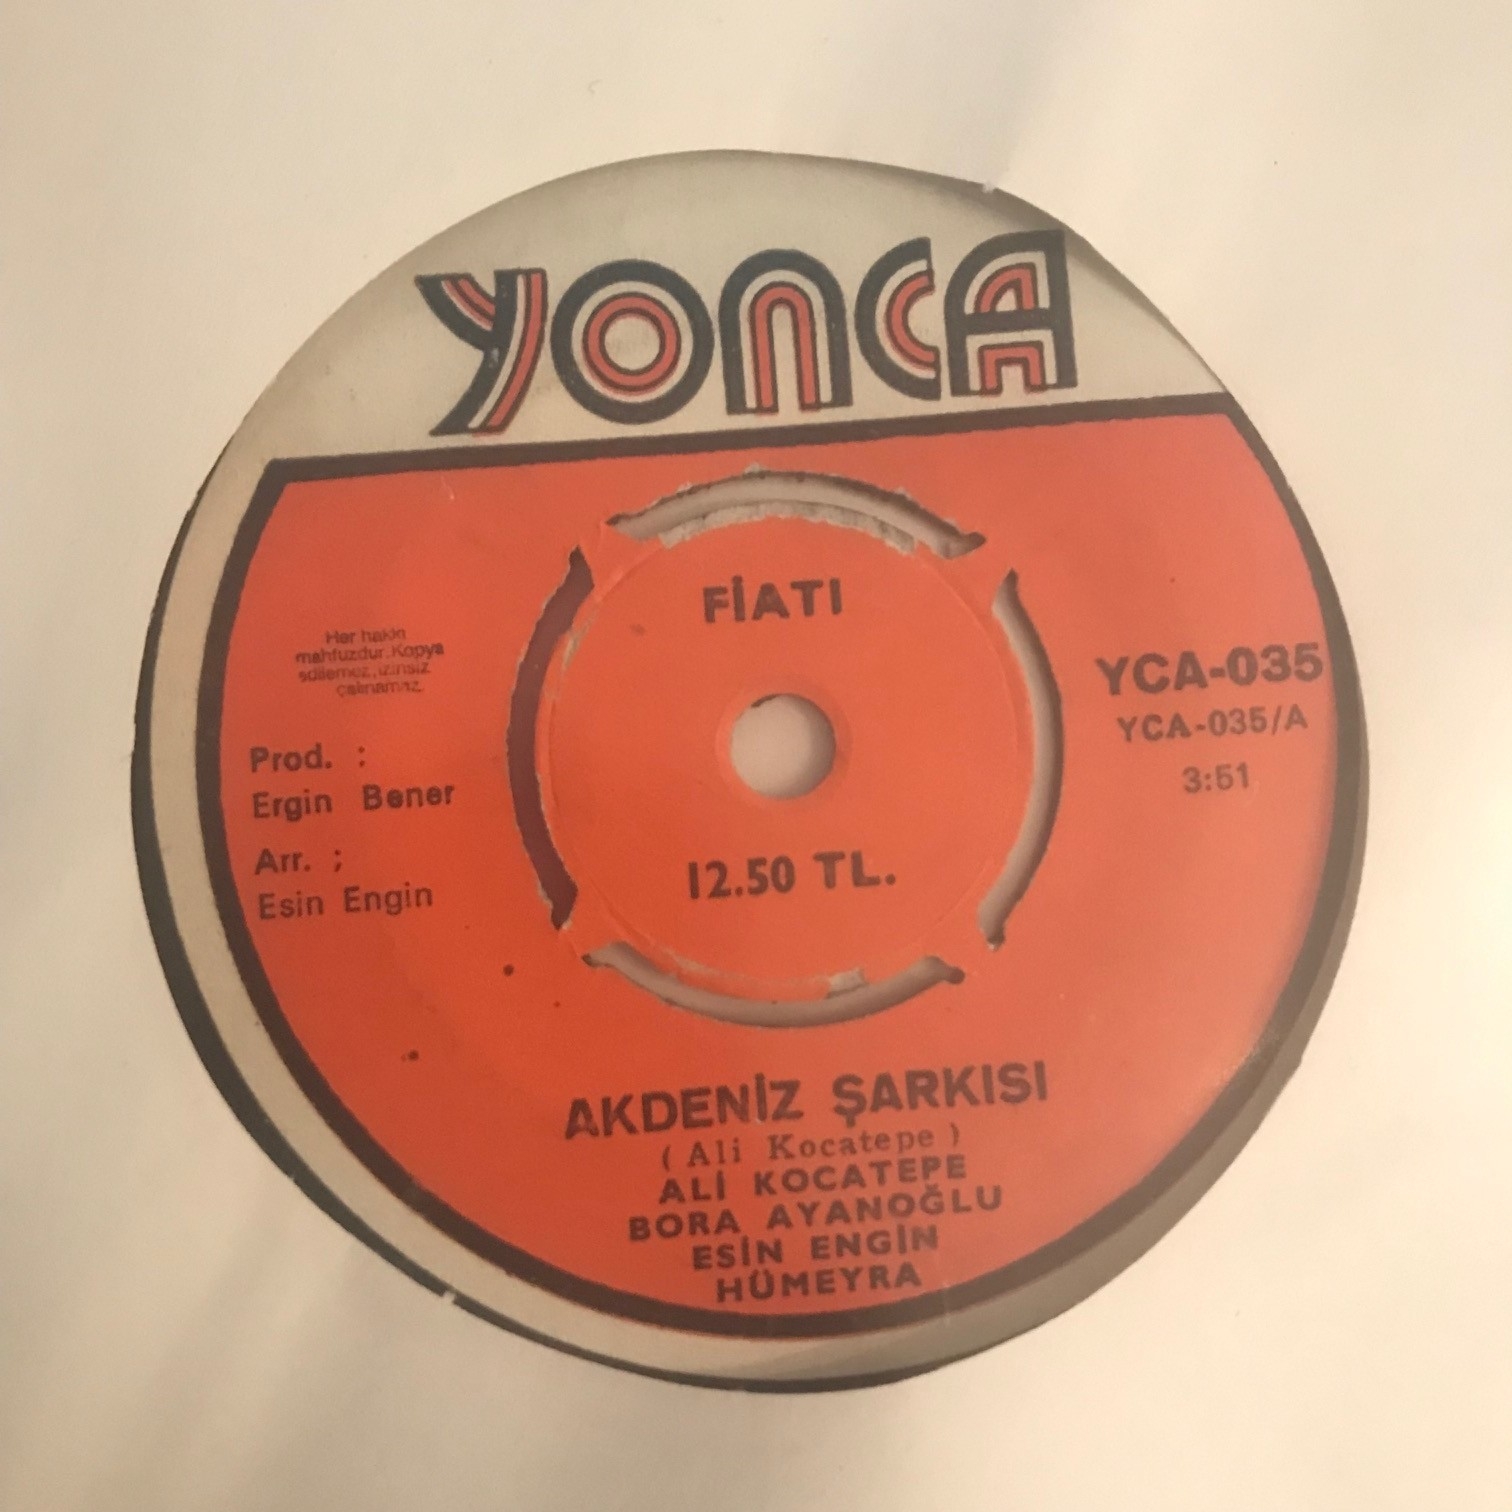 YONCA
FİATI
Her hakkı
mahfuzdur. Kopya
edilemez, izinsiz
çalınamaz.
YCA-035
YCA-035/A
3:51
Prod. :
Ergin Bener
Arr. ;
Esin Engin
12.50 TL.
AKDENİZ ŞARKISI
( Ali Kocatepe )
ALİ KOCATEPE
BORA AYANOĞLU
ESİN ENGİN
HÜMEYRA